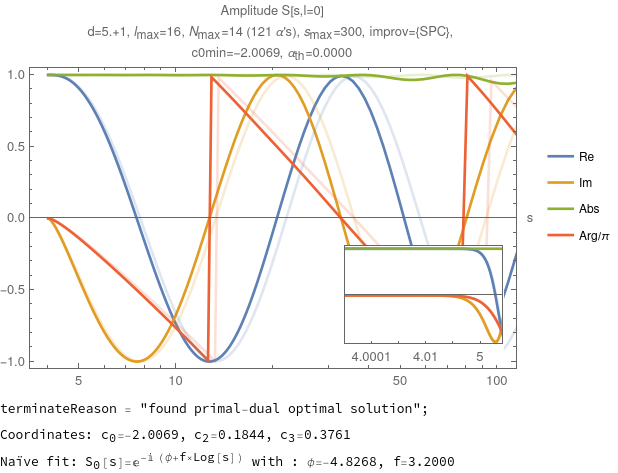 Amplitude S[s,l=0]
d=5.+1, lmax=16, Nmax=14 (121 α's), smax=300, improv={SPC},
c0min=-2.0069, αth=0.0000
1.0
0.5
0.0
-0.5
-1.0
5
10
50
100
s
Re
Im
Abs
Arg/π
4.0001
4.01
5
terminateReason = "found primal-dual optimal solution";
Coordinates: c0=-2.0069, c2=0.1844, c3=0.3761
Naïve fit: S0[s]=e^-i (ϕ+f×Log[s]) with : ϕ=-4.8268, f=3.2000